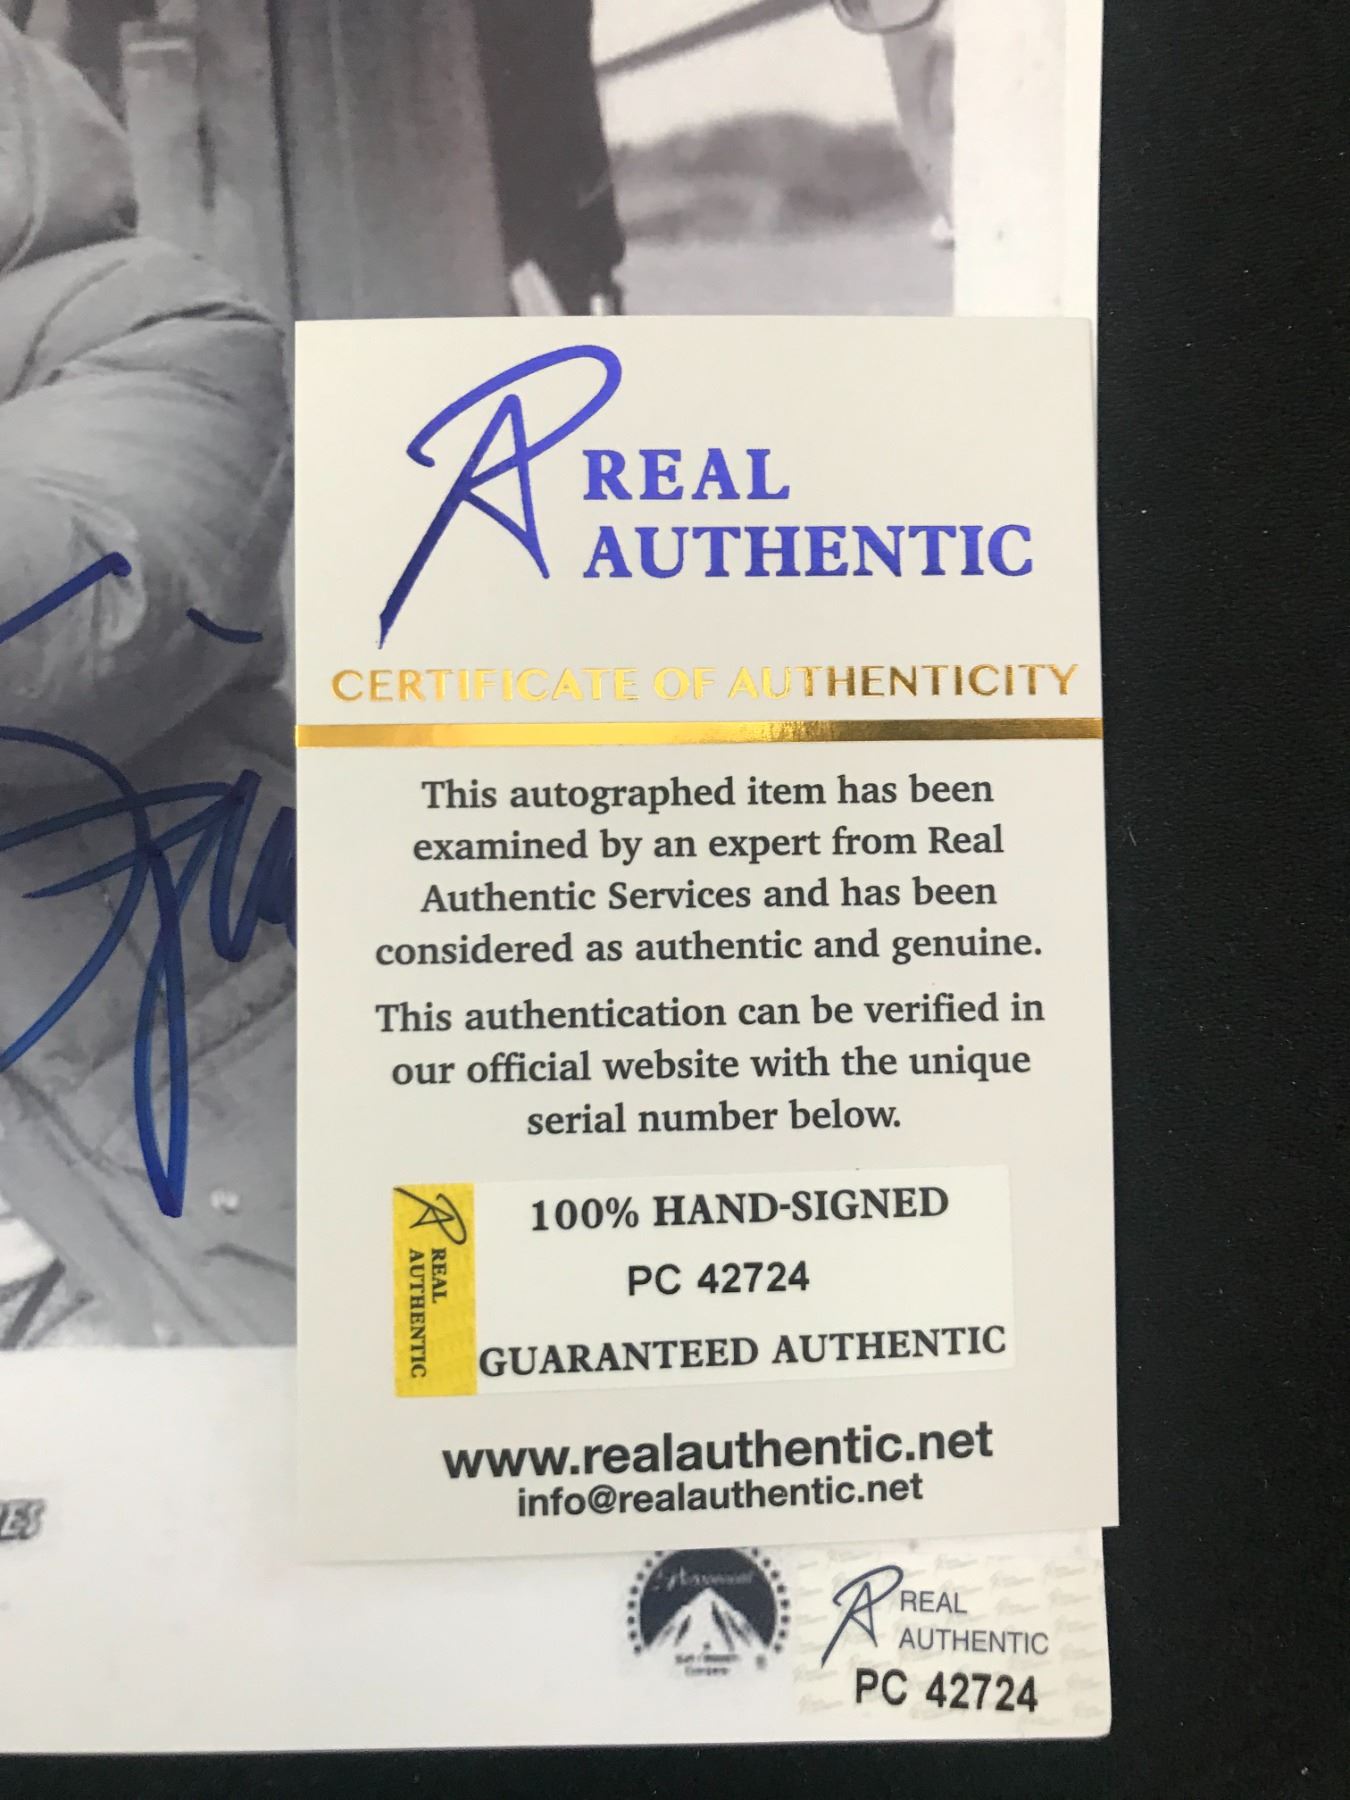 REAL
AUTHENTIC
CERTIFICATE OF AUTHENTICITY
This autographed item has been
examined by an expert from Real
Authentic Services and has been
considered as authentic and genuine.
This authentication can be verified in
our official website with the unique
serial number below.
REAL
AUTHENTIC
100% HAND-SIGNED
PC 42724
GUARANTEED AUTHENTIC
www.realauthentic.net
info@realauthentic.net
Paramount
REAL
AUTHENTIC
PC 42724